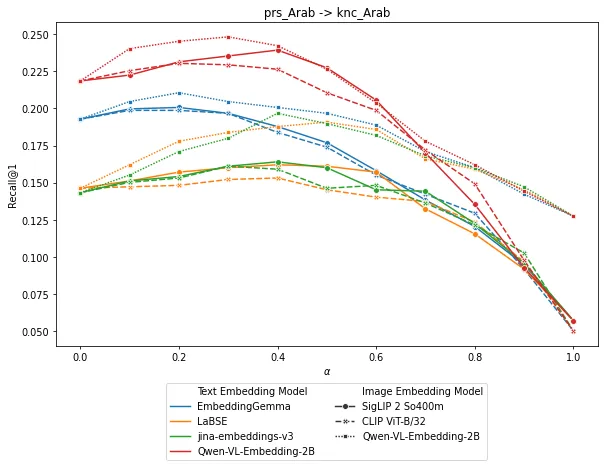 prs_Arab -> knc_Arab
Recall@1
0.250
0.225
0.200
0.175
0.150
0.125
0.100
0.075
0.050
0.0
0.2
0.4
0.6
0.8
1.0
α
Text Embedding Model
EmbeddingGemma
LaBSE
jina-embeddings-v3
Qwen-VL-Embedding-2B
Image Embedding Model
SigLIP 2 So400m
CLIP ViT-B/32
Qwen-VL-Embedding-2B